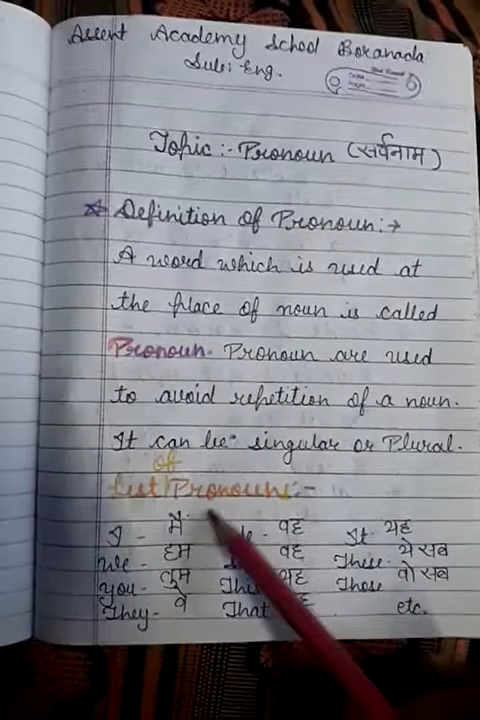 Ascent Academy School Boranada
Sub: Eng.
Topic :- Pronoun (सर्वनाम)
Definition of Pronoun:→
A word which is used at
the place of noun is called
Pronoun. Pronoun are used
to avoid repetition of a noun.
It can be singular or Plural.
of
List Pronoun:-
I - मैं - वह It यह
we - हम वह These - ये सब
you - तुम This यह Those वो सब
They - वे That etc.